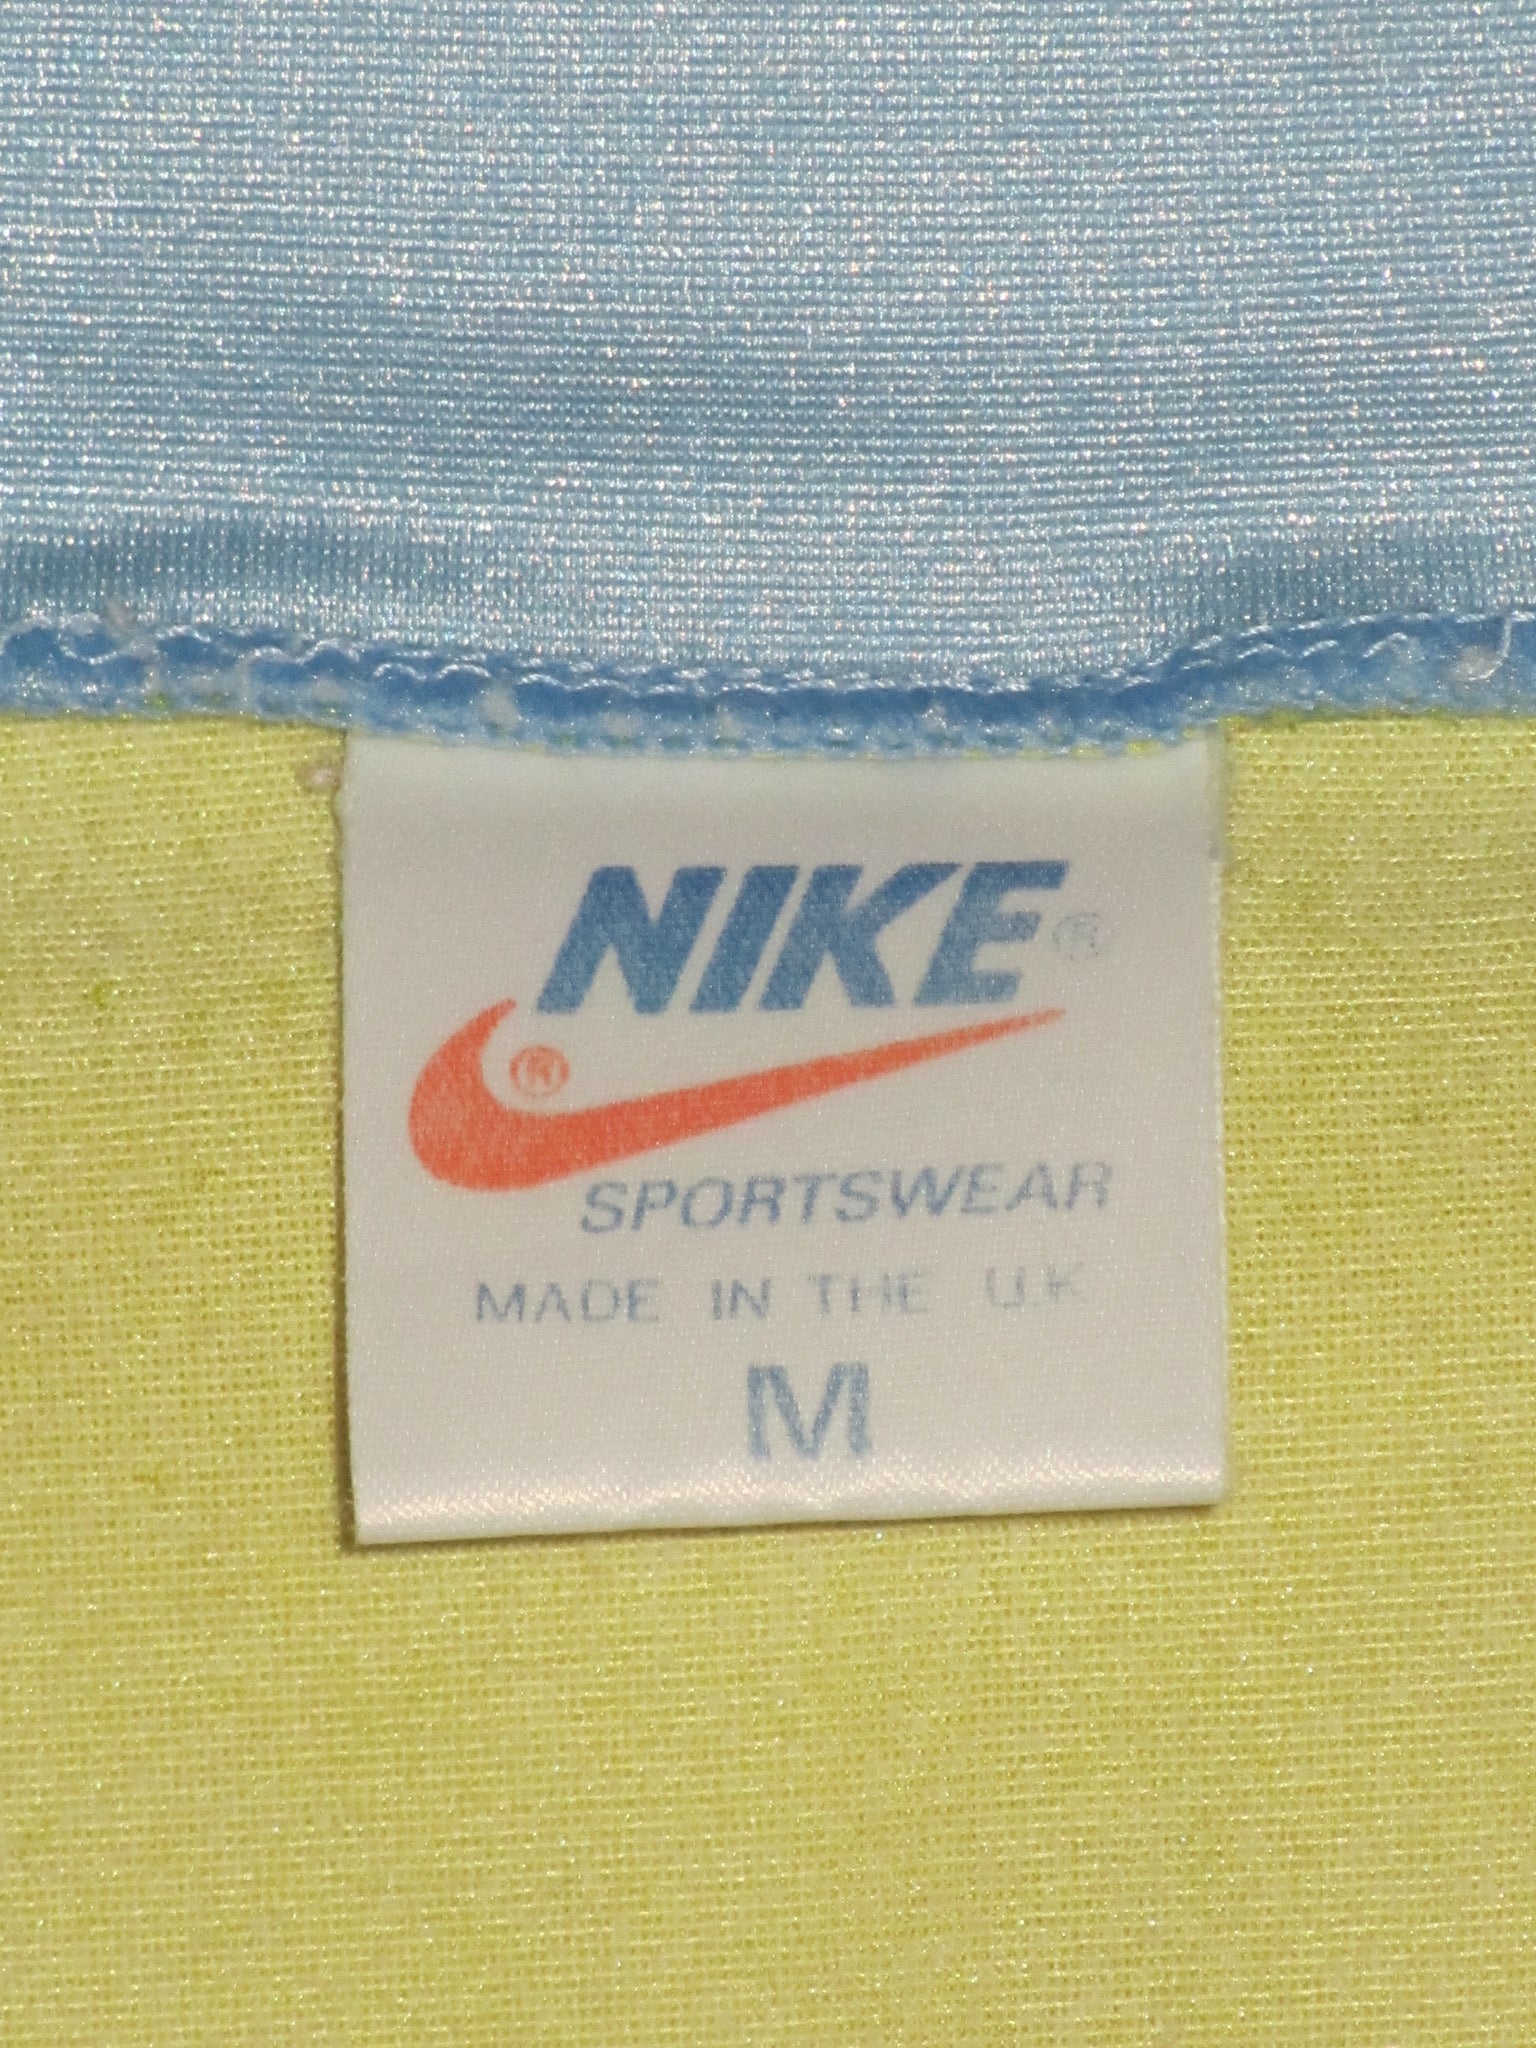 NIKE®
®
SPORTSWEAR
MADE IN THE U.K
M